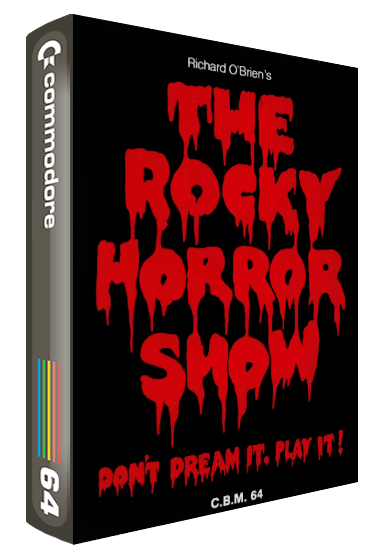 commodore
64
Richard O'Brien's
THE
ROCKY
HORROR
SHOW
DON'T DREAM IT. PLAY IT!
C.B.M. 64